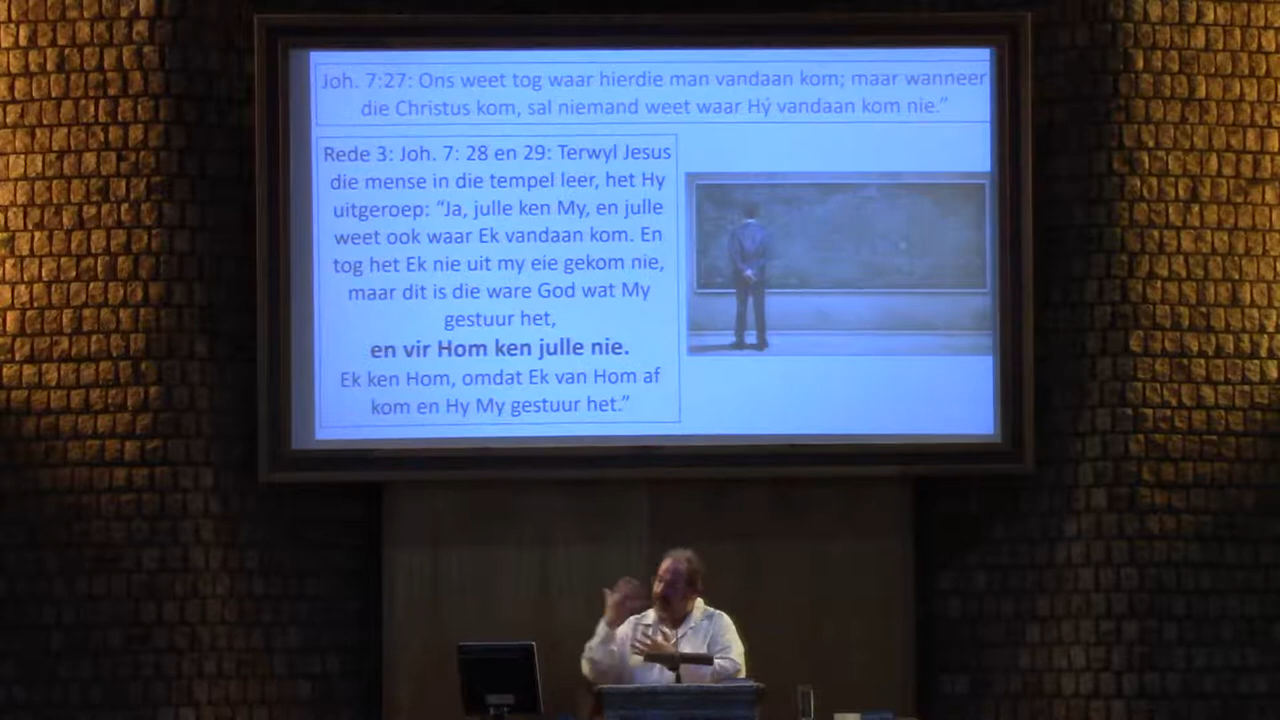 Joh. 7:27: Ons weet tog waar hierdie man vandaan kom; maar wanneer
die Christus kom, sal niemand weet waar Hý vandaan kom nie.”
Rede 3: Joh. 7: 28 en 29: Terwyl Jesus
die mense in die tempel leer, het Hy
uitgeroep: “Ja, julle ken My, en julle
weet ook waar Ek vandaan kom. En
tog het Ek nie uit my eie gekom nie,
maar dit is die ware God wat My
gestuur het,
en vir Hom ken julle nie.
Ek ken Hom, omdat Ek van Hom af
kom en Hy My gestuur het.”